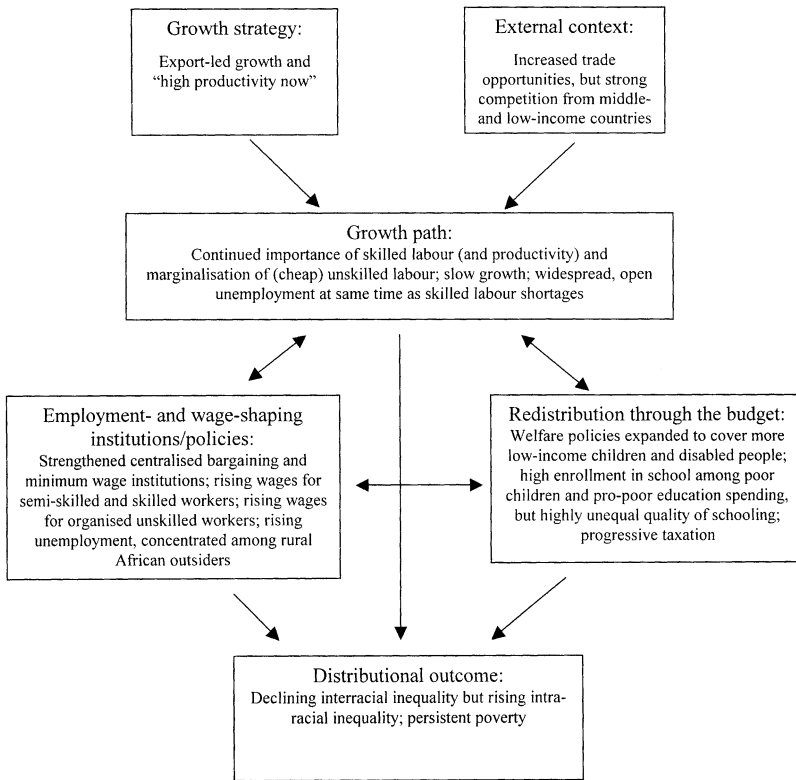 Growth strategy:
Export-led growth and
“high productivity now”
External context:
Increased trade
opportunities, but strong
competition from middle-
and low-income countries
Growth path:
Continued importance of skilled labour (and productivity) and
marginalisation of (cheap) unskilled labour; slow growth; widespread, open
unemployment at same time as skilled labour shortages
Employment- and wage-shaping
institutions/policies:
Strengthened centralised bargaining and
minimum wage institutions; rising wages for
semi-skilled and skilled workers; rising wages
for organised unskilled workers; rising
unemployment, concentrated among rural
African outsiders
Redistribution through the budget:
Welfare policies expanded to cover more
low-income children and disabled people;
high enrollment in school among poor
children and pro-poor education spending,
but highly unequal quality of schooling;
progressive taxation
Distributional outcome:
Declining interracial inequality but rising intra-
racial inequality; persistent poverty